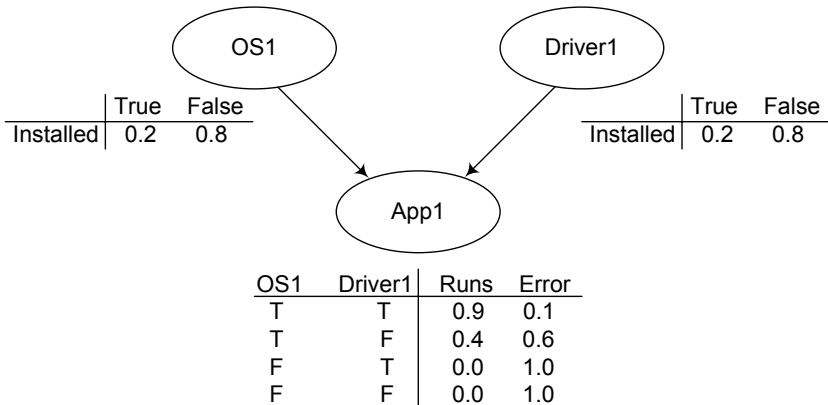 OS1 Driver1
True False True False
Installed 0.2 0.8 Installed 0.2 0.8
App1
OS1 Driver1 Runs Error
T T 0.9 0.1
T F 0.4 0.6
F T 0.0 1.0
F F 0.0 1.0